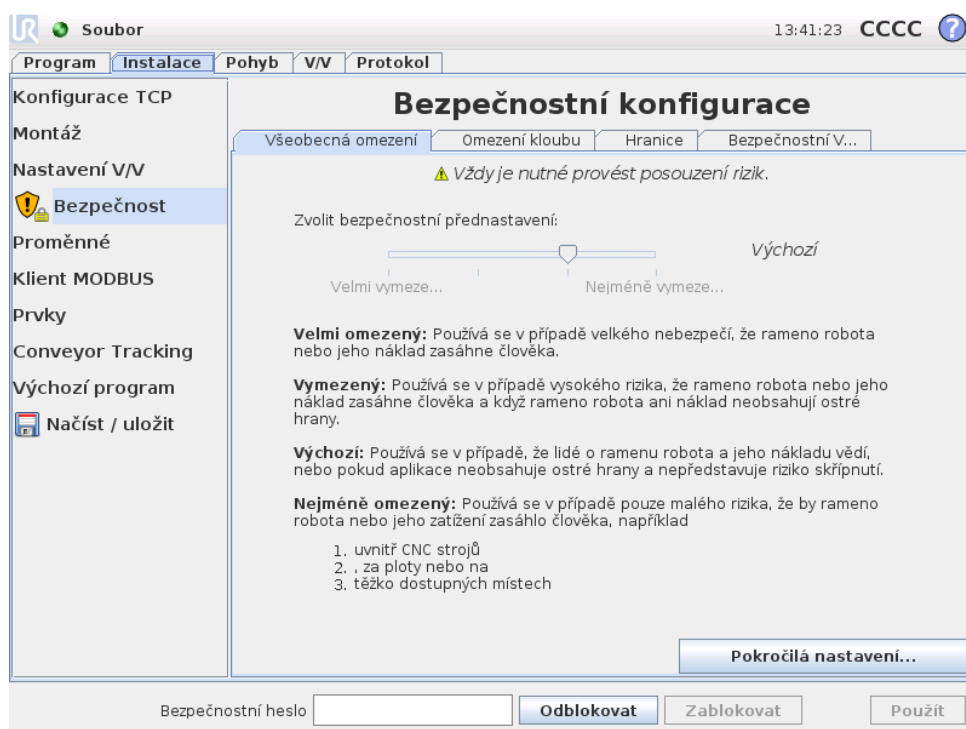 UR Soubor 13:41:23 CCCC ?
Program Instalace Pohyb V/V Protokol
Konfigurace TCP
Montáž
Nastavení V/V
Bezpečnost
Proměnné
Klient MODBUS
Prvky
Conveyor Tracking
Výchozí program
Načíst / uložit
Bezpečnostní konfigurace
Všeobecná omezení Omezení kloubu Hranice Bezpečnostní V...
Vždy je nutné provést posouzení rizik.
Zvolit bezpečnostní přednastavení:
Výchozí
Velmi vymeze... Nejméně vymeze...
Velmi omezený: Používá se v případě velkého nebezpečí, že rameno robota
nebo jeho náklad zasáhne člověka.
Vymezený: Používá se v případě vysokého rizika, že rameno robota nebo jeho
náklad zasáhne člověka a když rameno robota ani náklad neobsahují ostré
hrany.
Výchozí: Používá se v případě, že lidé o ramenu robota a jeho nákladu vědí,
nebo pokud aplikace neobsahuje ostré hrany a nepředstavuje riziko skřípnutí.
Nejméně omezený: Používá se v případě pouze malého rizika, že by rameno
robota nebo jeho zatížení zasáhlo člověka, například
1. uvnitř CNC strojů
2. , za ploty nebo na
3. těžko dostupných místech
Pokročilá nastavení...
Bezpečnostní heslo Odblokovat Zablokovat Použít